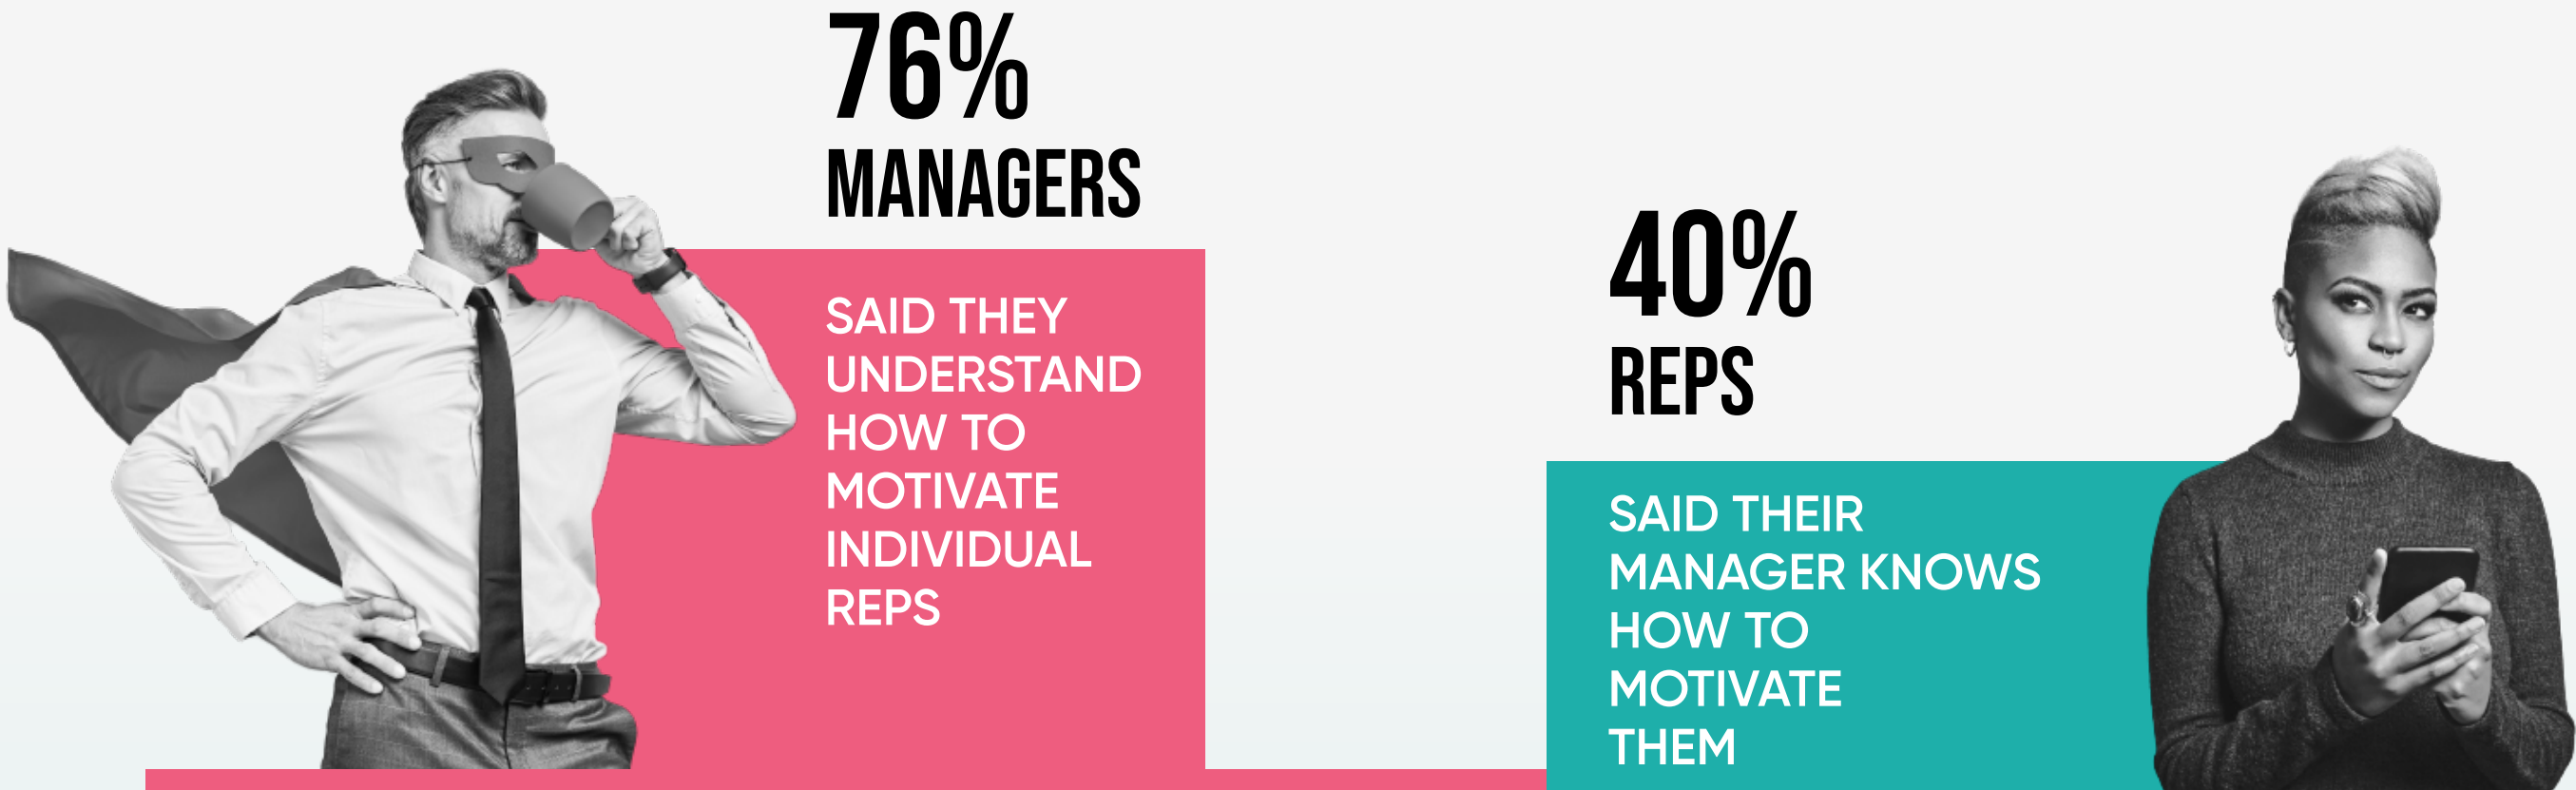 76%
MANAGERS
SAID THEY
UNDERSTAND
HOW TO
MOTIVATE
INDIVIDUAL
REPS
40%
REPS
SAID THEIR
MANAGER KNOWS
HOW TO
MOTIVATE
THEM